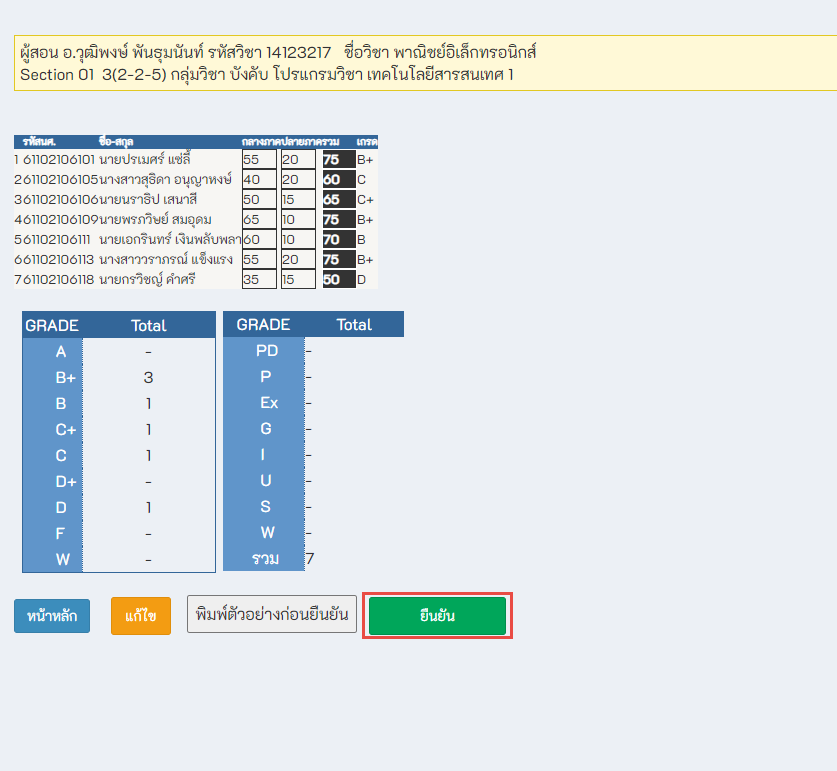 ผู้สอน อ.วุฒิพงษ์ พันธุมนันท์ รหัสวิชา 14123217 ชื่อวิชา พาณิชย์อิเล็กทรอนิกส์
Section 01 3(2-2-5) กลุ่มวิชา บังคับ โปรแกรมวิชา เทคโนโลยีสารสนเทศ 1
รหัสนศ. ชื่อ-สกุล กลางภาค ปลายภาค รวม เกรด
1 61102106101 นายปรเมศร์ แซ่ลี้ 55 20 75 B+
2 61102106105 นางสาวสุธิดา อนุญาหงษ์ 40 20 60 C
3 61102106106 นายนราธิป เสนาสี 50 15 65 C+
4 61102106109 นายพรภวิษย์ สมอุดม 65 10 75 B+
5 61102106111 นายเอกรินทร์ เงินพลับพลา 60 10 70 B
6 61102106113 นางสาววราภรณ์ แข็งแรง 55 20 75 B+
7 61102106118 นายกรวิชญ์ คำศรี 35 15 50 D
GRADE Total
A -
B+ 3
B 1
C+ 1
C 1
D+ -
D 1
F -
W -
GRADE Total
PD -
P -
Ex -
G -
I -
U -
S -
W -
รวม 7
หน้าหลัก แก้ไข พิมพ์ตัวอย่างก่อนยืนยัน ยืนยัน